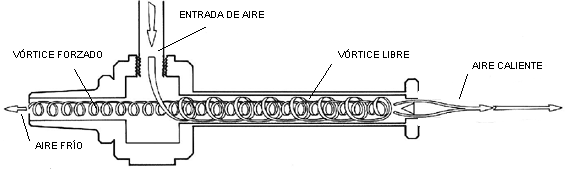 ENTRADA DE AIRE
VÓRTICE FORZADO
VÓRTICE LIBRE
AIRE CALIENTE
AIRE FRÍO